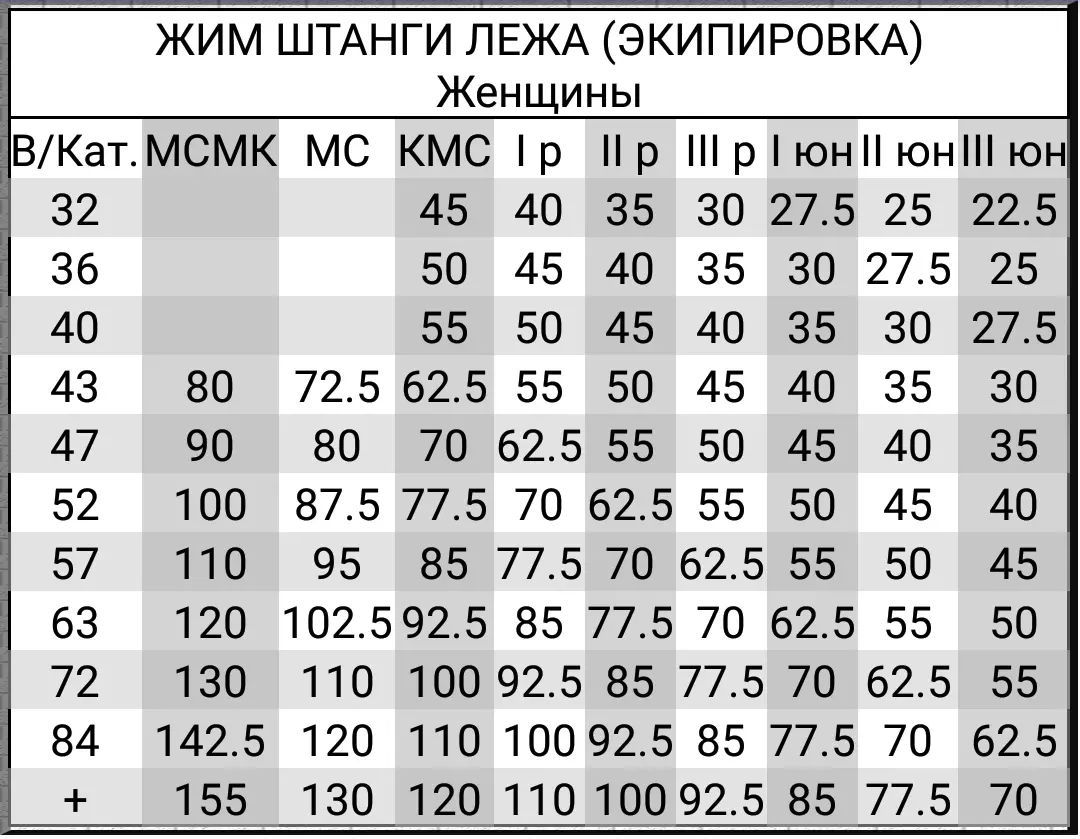 ЖИМ ШТАНГИ ЛЕЖА (ЭКИПИРОВКА)
Женщины
В/Кат. МСМК МС КМС I р II р III р I юн II юн III юн
32 45 40 35 30 27.5 25 22.5
36 50 45 40 35 30 27.5 25
40 55 50 45 40 35 30 27.5
43 80 72.5 62.5 55 50 45 40 35 30
47 90 80 70 62.5 55 50 45 40 35
52 100 87.5 77.5 70 62.5 55 50 45 40
57 110 95 85 77.5 70 62.5 55 50 45
63 120 102.5 92.5 85 77.5 70 62.5 55 50
72 130 110 100 92.5 85 77.5 70 62.5 55
84 142.5 120 110 100 92.5 85 77.5 70 62.5
+ 155 130 120 110 100 92.5 85 77.5 70